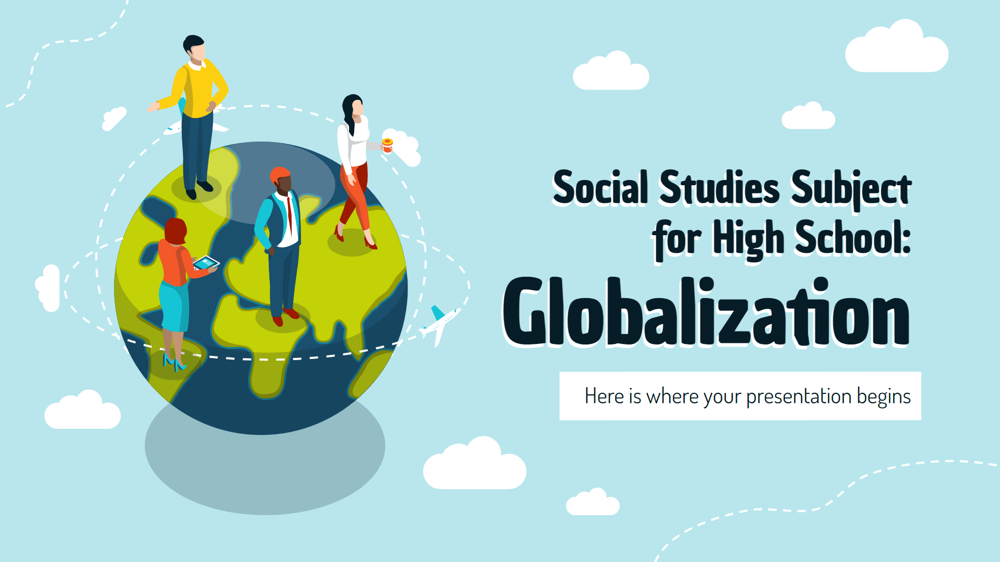 Social Studies Subject
for High School:
Globalization
Here is where your presentation begins